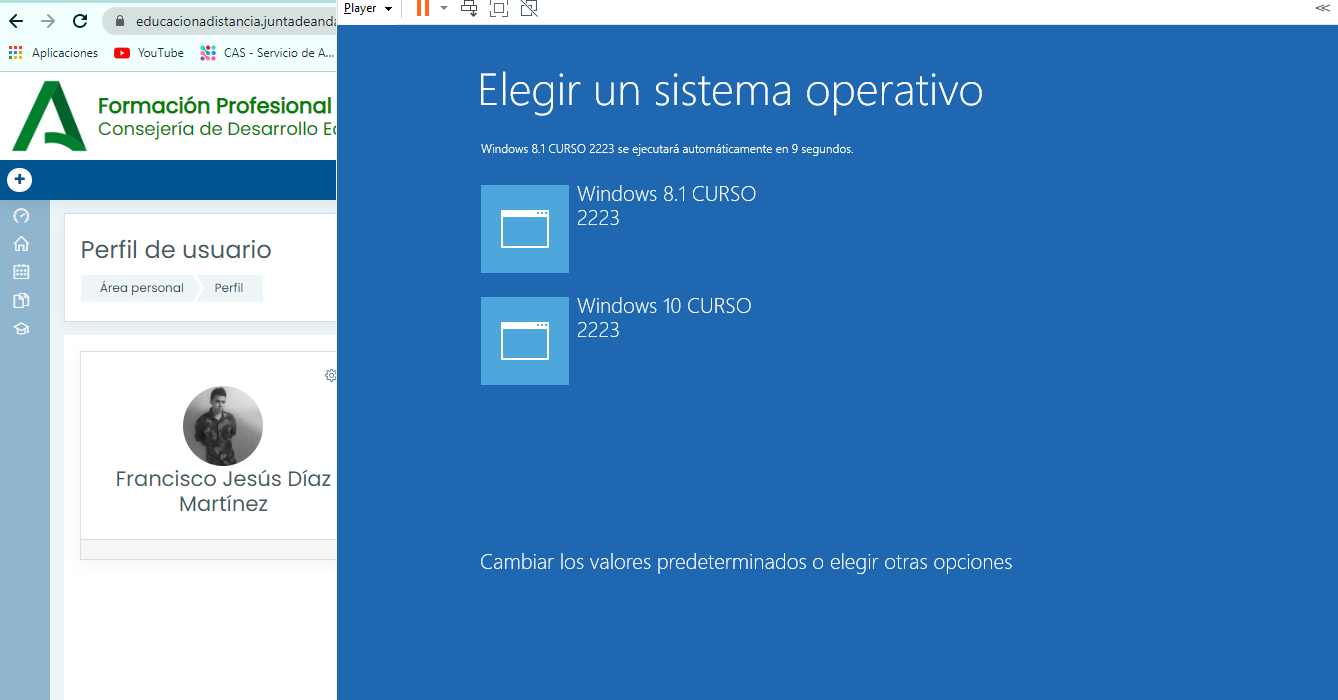 educacionadistancia.juntadeanda
Aplicaciones
YouTube
CAS - Servicio de A...
Formación Profesional
Consejería de Desarrollo Ec
Perfil de usuario
Área personal
Perfil
Francisco Jesús Díaz
Martínez
Player
Elegir un sistema operativo
Windows 8.1 CURSO 2223 se ejecutará automáticamente en 9 segundos.
Windows 8.1 CURSO
2223
Windows 10 CURSO
2223
Cambiar los valores predeterminados o elegir otras opciones